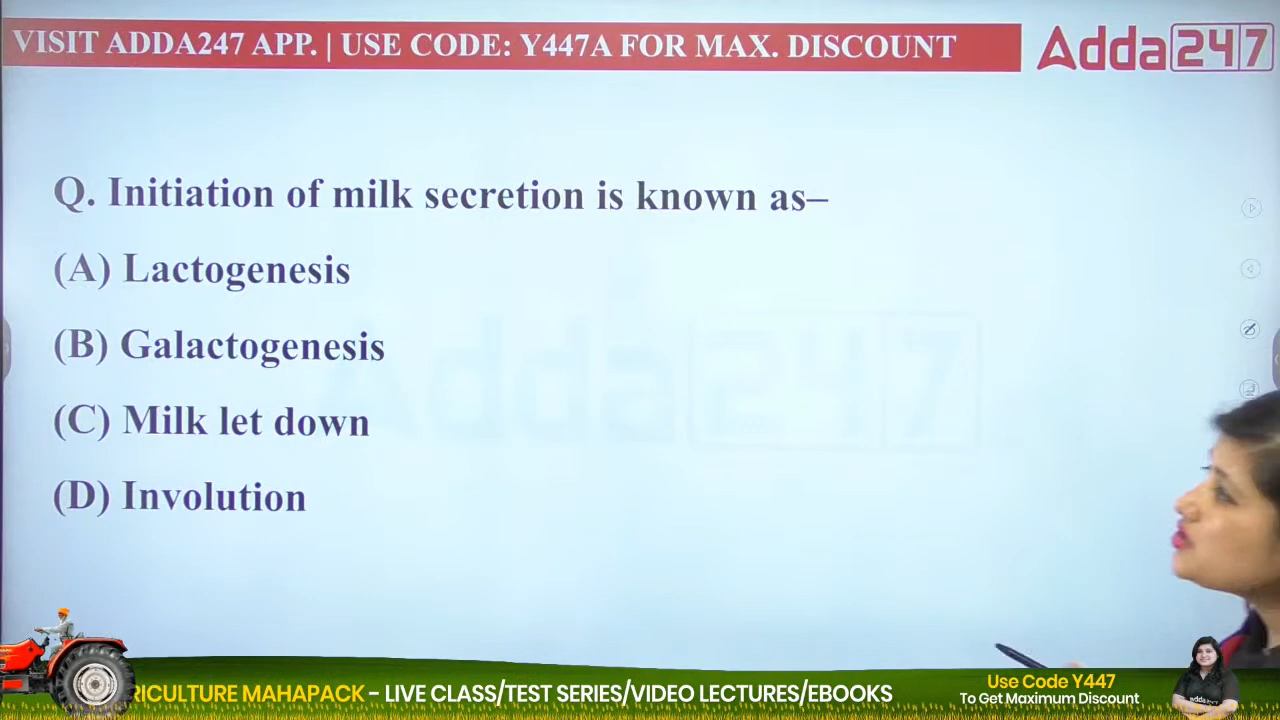 VISIT ADDA247 APP. | USE CODE: Y447A FOR MAX. DISCOUNT
Adda247
Q. Initiation of milk secretion is known as–
(A) Lactogenesis
(B) Galactogenesis
(C) Milk let down
(D) Involution
Adda247
RICULTURE MAHAPACK – LIVE CLASS/TEST SERIES/VIDEO LECTURES/EBOOKS
Use Code Y447
To Get Maximum Discount